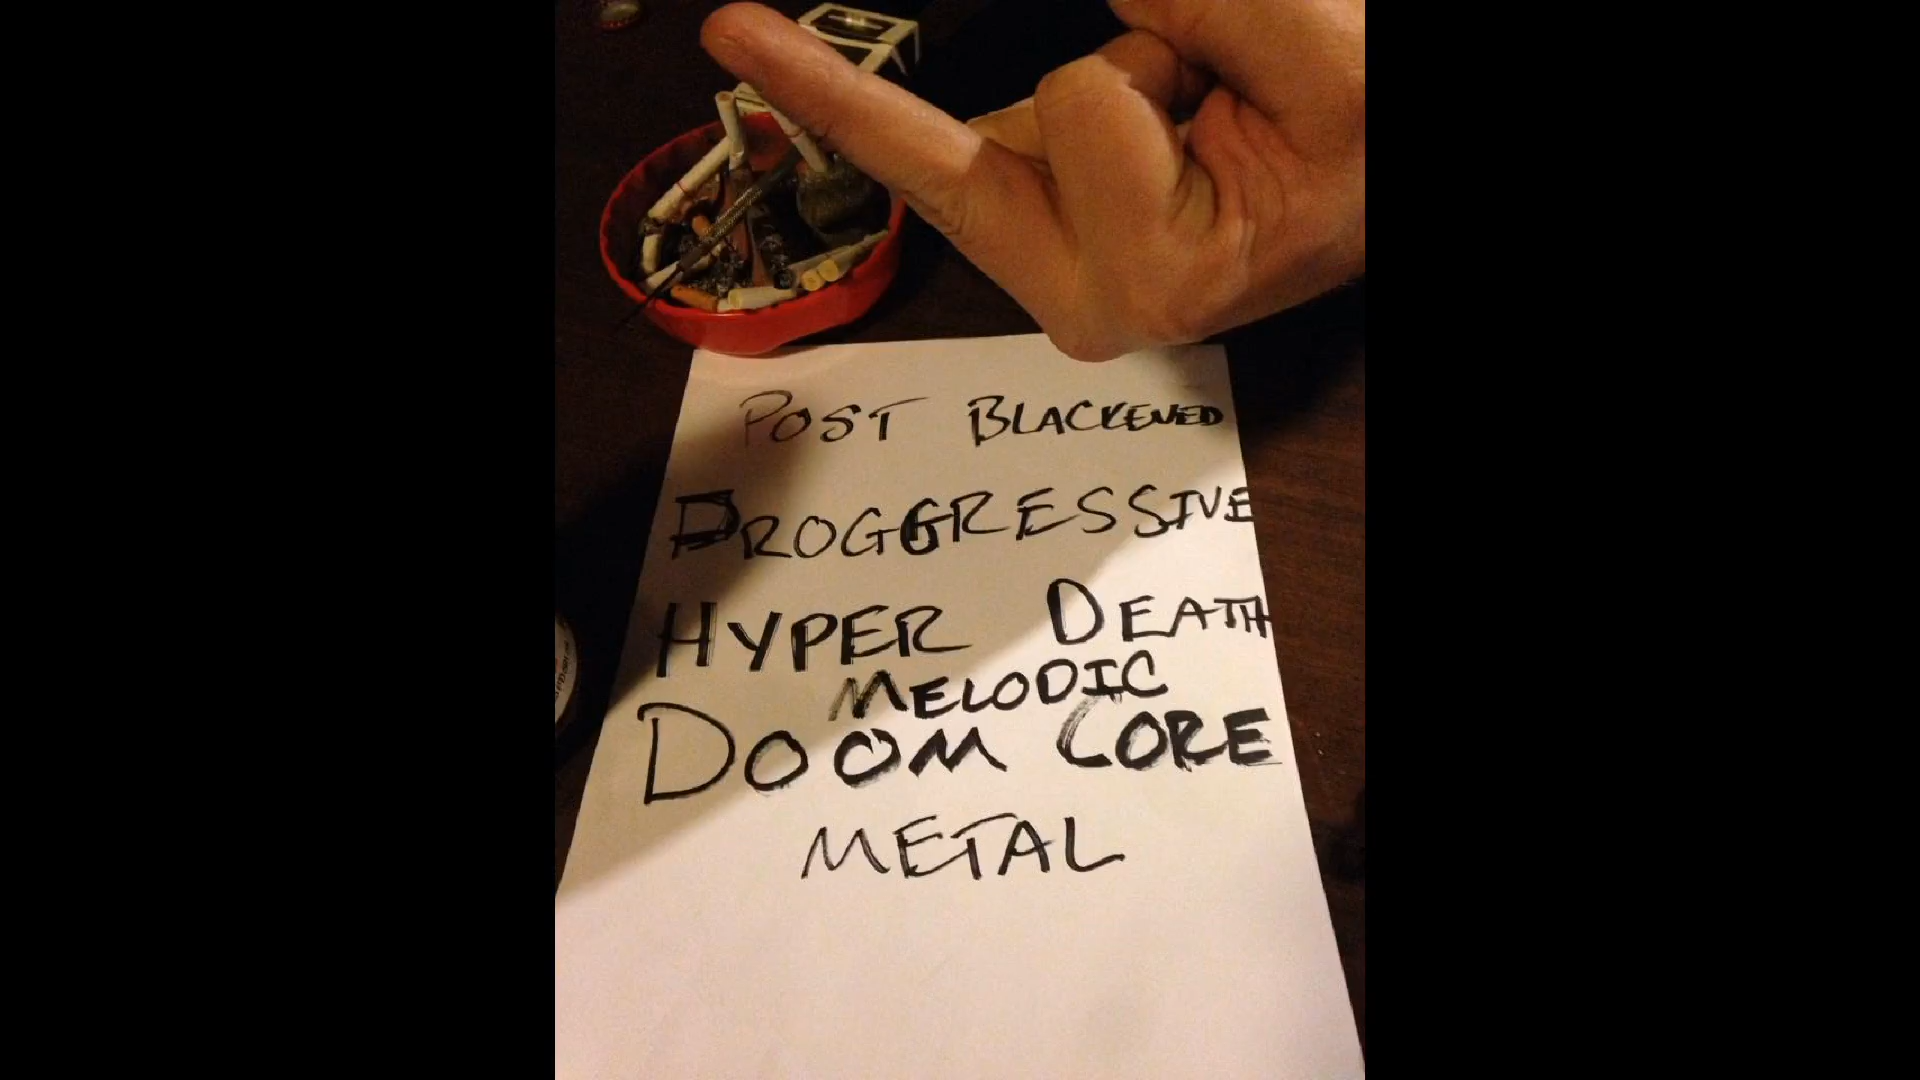 POST BLACKENED
PROGGRESSIVE
HYPER DEATH
MELODIC
DOOM CORE
METAL